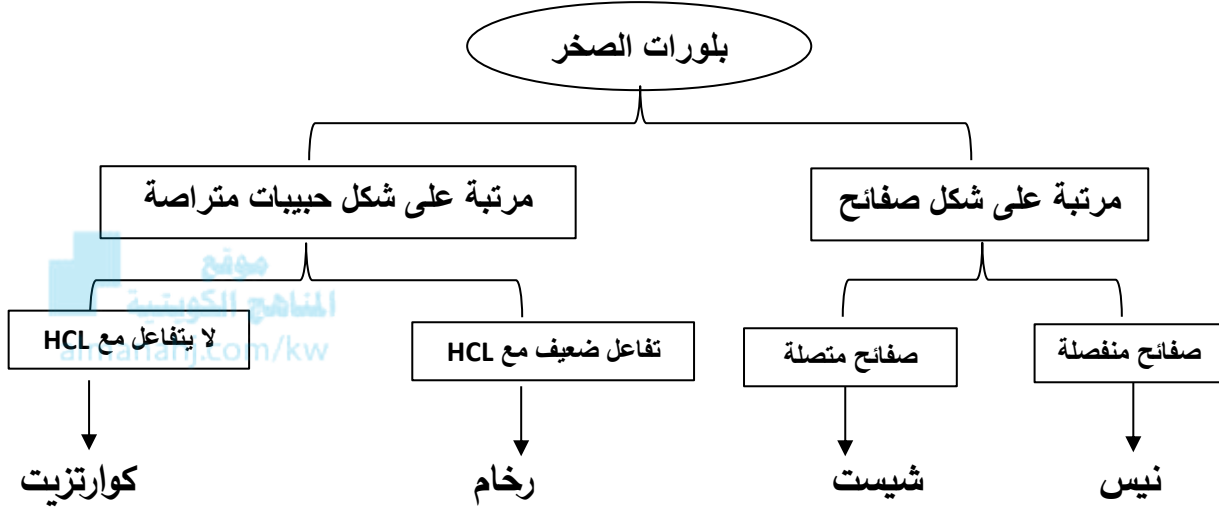 بلورات الصخر
مرتبة على شكل صفائح
مرتبة على شكل حبيبات متراصة
صفائح منفصلة
صفائح متصلة
تفاعل ضعيف مع HCL
لا يتفاعل مع HCL
نيس
شيست
رخام
كوارتزيت
موقع
المناهج الكويتية
almanahj.com/kw